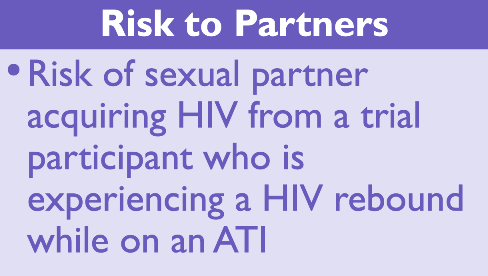 Risk to Partners
• Risk of sexual partner
acquiring HIV from a trial
participant who is
experiencing a HIV rebound
while on an ATI